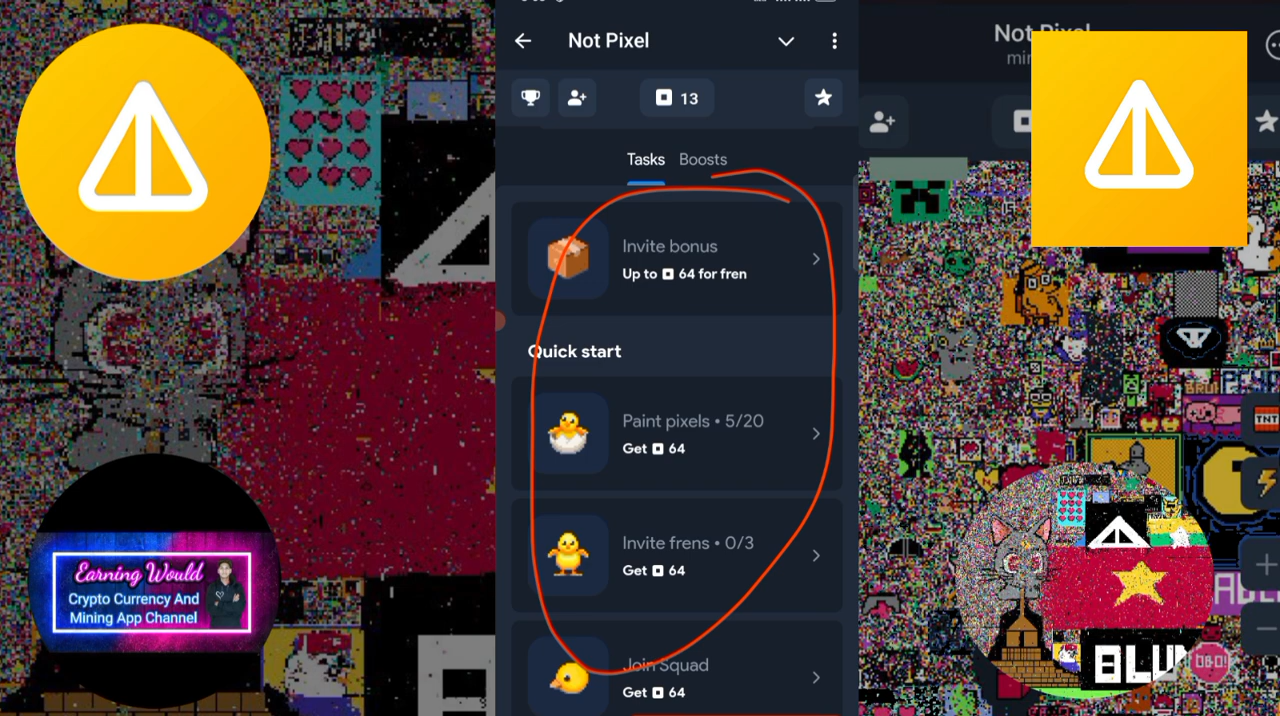 Not Pixel
13
Tasks Boosts
Invite bonus
Up to 64 for fren
Quick start
Paint pixels • 5/20
Get 64
Invite frens • 0/3
Get 64
Join Squad
Get 64
Earning Would
Crypto Currency And
Mining App Channel
Not Pixel
BRUH
TNT